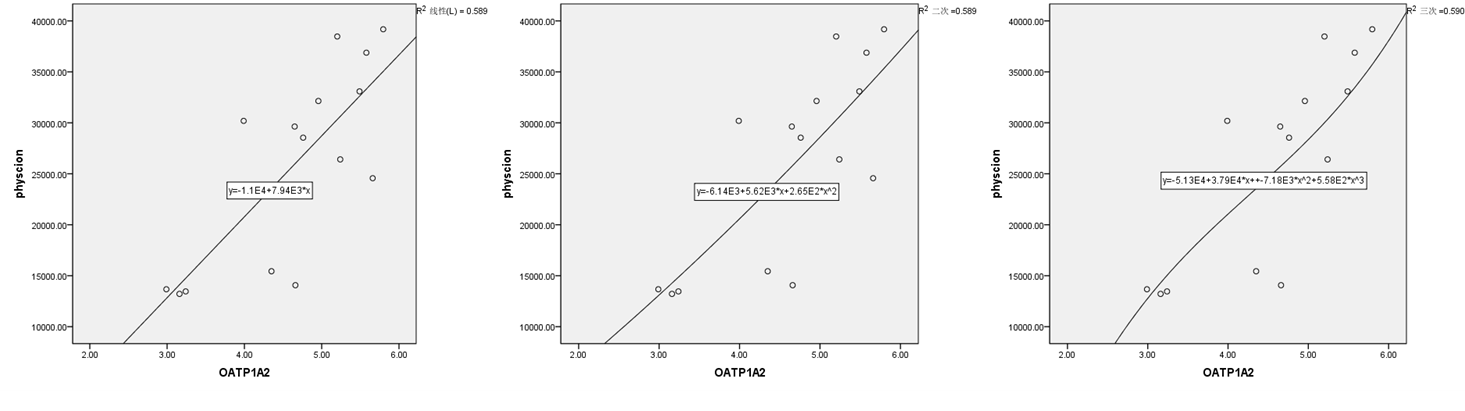 R² 线性(L) = 0.589
40000.00
35000.00
30000.00
25000.00
20000.00
15000.00
10000.00
physcion
y=-1.1E4+7.94E3*x
2.00 3.00 4.00 5.00 6.00
OATP1A2
R² 二次 =0.589
40000.00
35000.00
30000.00
25000.00
20000.00
15000.00
10000.00
physcion
y=-6.14E3+5.62E3*x+2.65E2*x^2
2.00 3.00 4.00 5.00 6.00
OATP1A2
R² 三次 =0.590
40000.00
35000.00
30000.00
25000.00
20000.00
15000.00
10000.00
physcion
y=-5.13E4+3.79E4*x+-7.18E3*x^2+5.58E2*x^3
2.00 3.00 4.00 5.00 6.00
OATP1A2